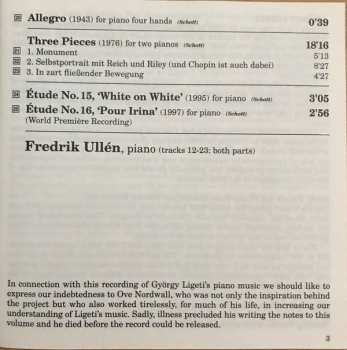 Allegro (1943) for piano four hands (Schott) 0'39
Three Pieces (1976) for two pianos (Schott) 18'16
1. Monument 5'13
2. Selbstportrait mit Reich und Riley (und Chopin ist auch dabei) 8'27
3. In zart fließender Bewegung 4'27
Étude No. 15, ‘White on White’ (1995) for piano (Schott) 3'05
Étude No. 16, ‘Pour Irina’ (1997) for piano (Schott) 2'56
(World Première Recording)
Fredrik Ullén, piano (tracks 12-23: both parts)
In connection with this recording of György Ligeti's piano music we should like to
express our indebtedness to Ove Nordwall, who was not only the inspiration behind
the project but who also worked tirelessly, for much of his life, in increasing our
understanding of Ligeti's music. Sadly, illness precluded his writing the notes to this
volume and he died before the record could be released.
3